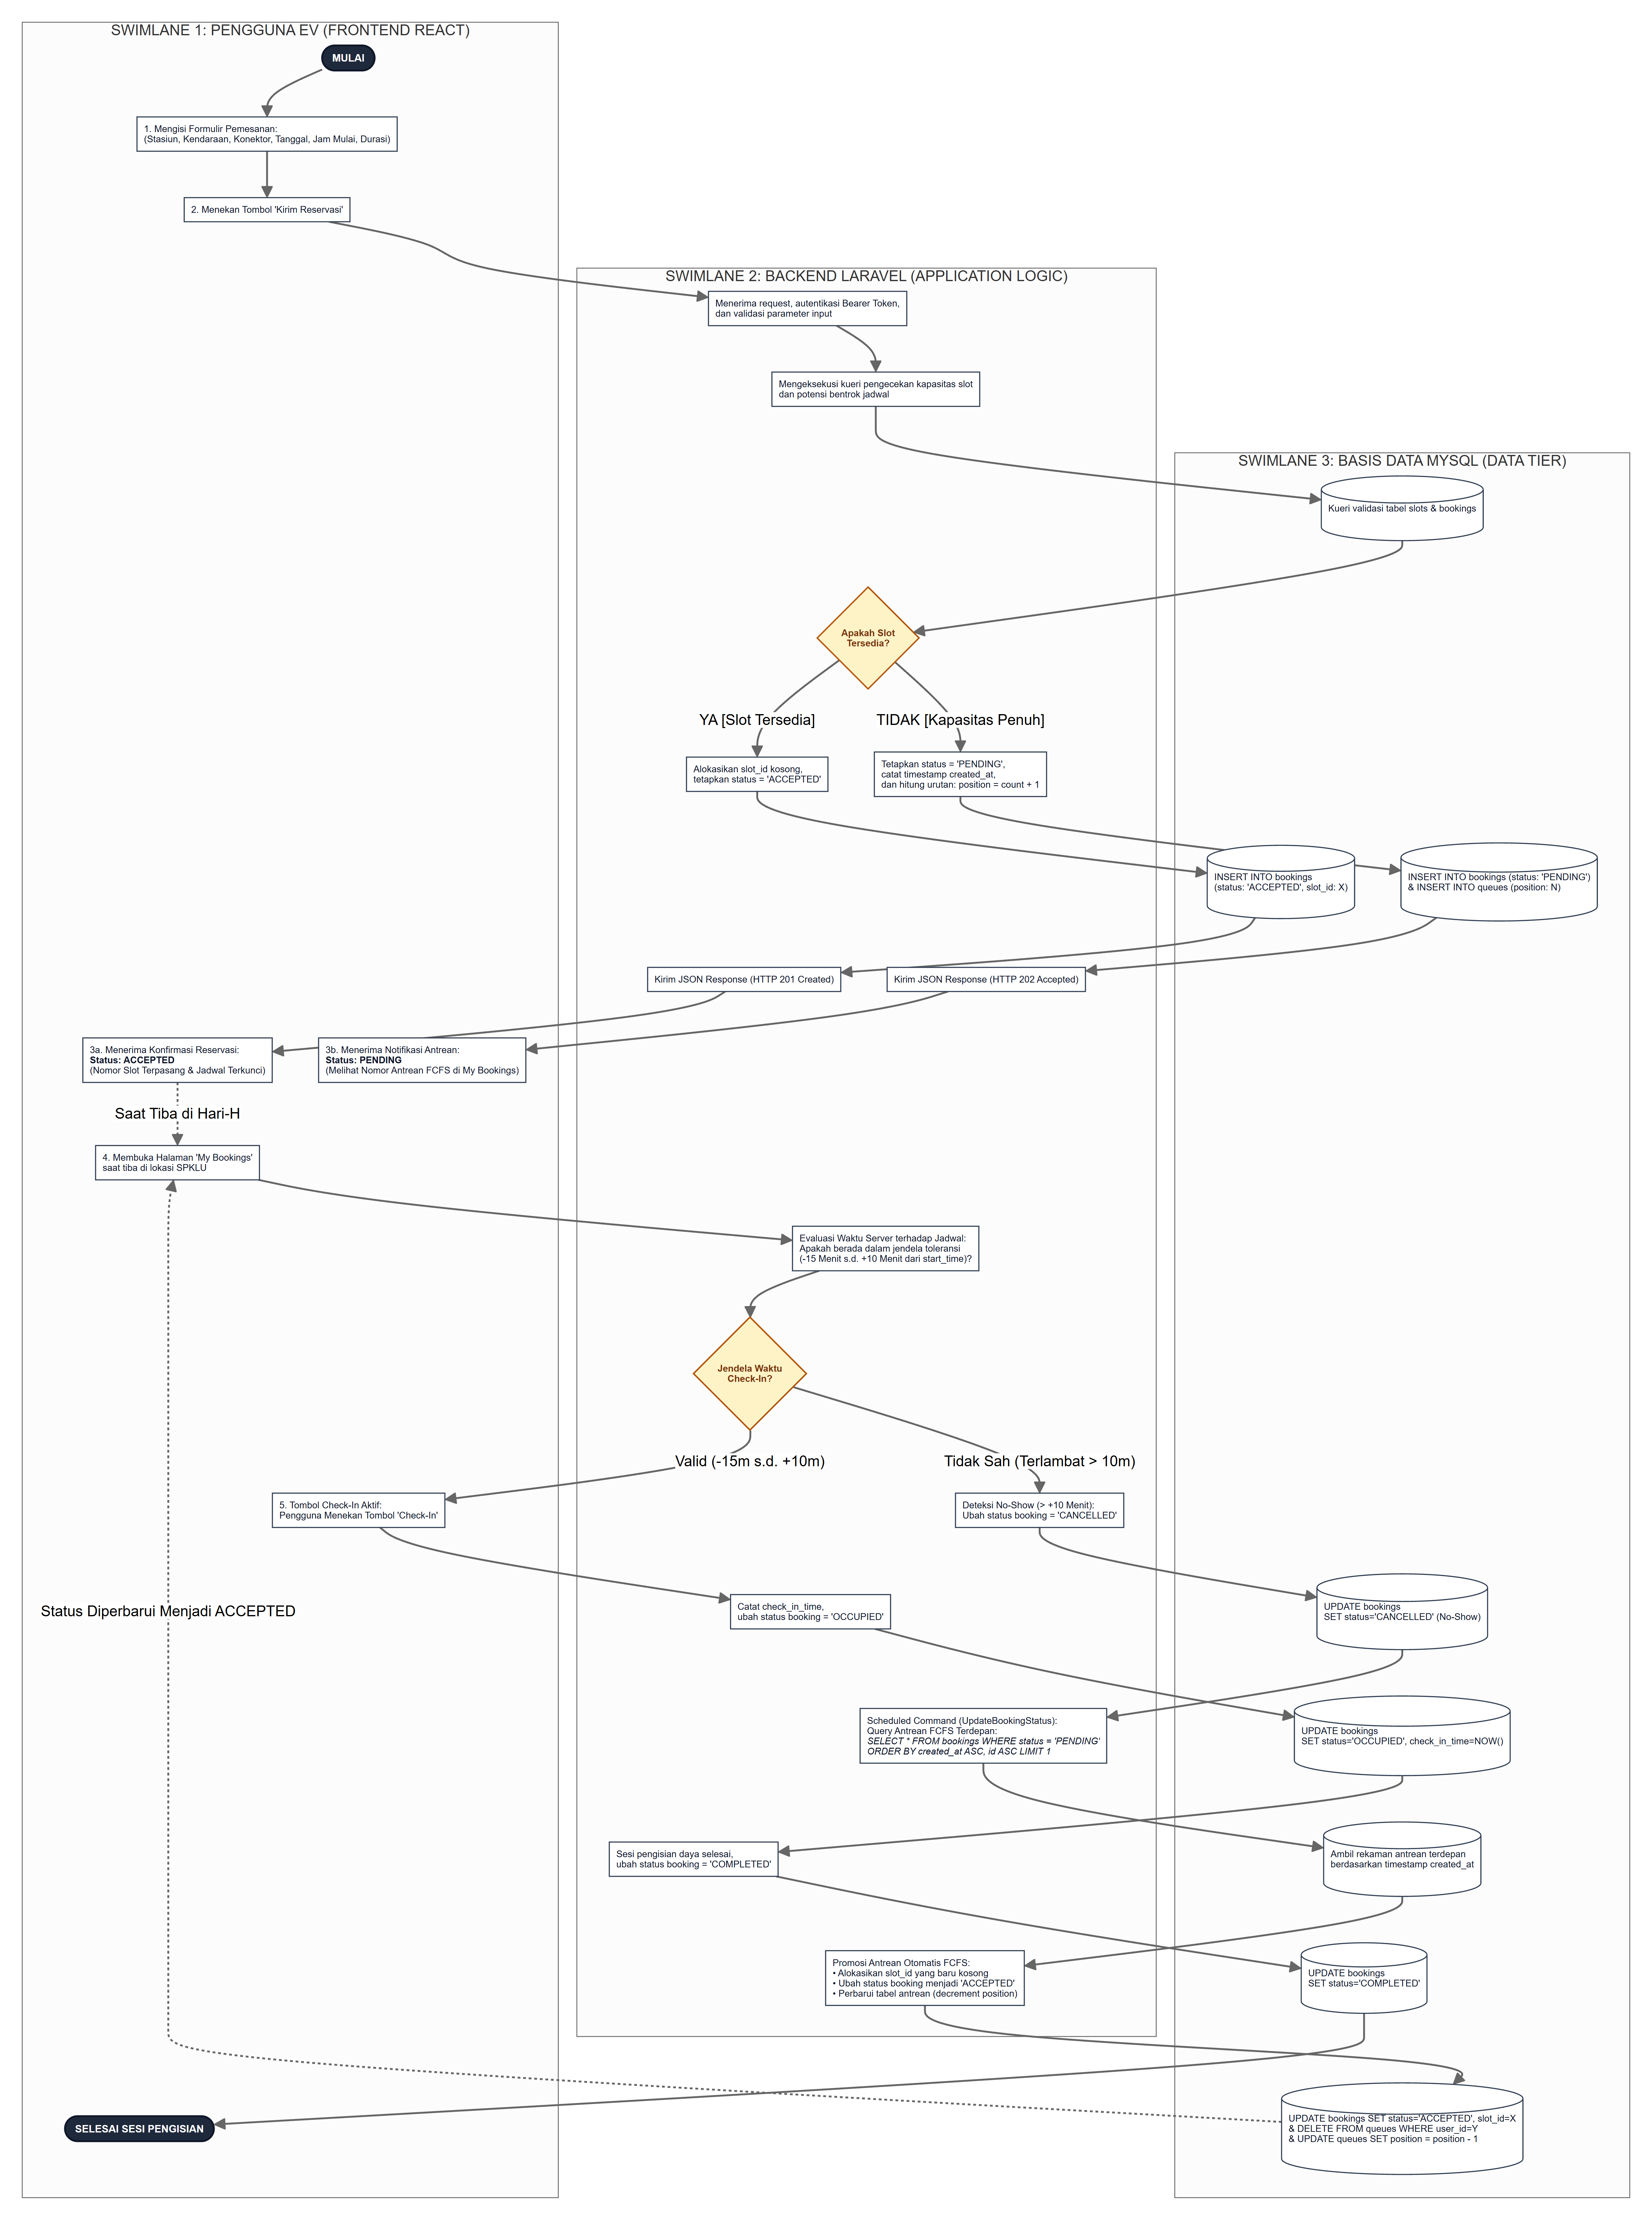 SWIMLANE 1: PENGGUNA EV (FRONTEND REACT)
MULAI
1. Mengisi Formulir Pemesanan:
(Stasiun, Kendaraan, Konektor, Tanggal, Jam Mulai, Durasi)
2. Menekan Tombol 'Kirim Reservasi'
SWIMLANE 2: BACKEND LARAVEL (APPLICATION LOGIC)
Menerima request, autentikasi Bearer Token,
dan validasi parameter input
Mengeksekusi kueri pengecekan kapasitas slot
dan potensi bentrok jadwal
SWIMLANE 3: BASIS DATA MYSQL (DATA TIER)
Kueri validasi tabel slots & bookings
Apakah Slot
Tersedia?
YA [Slot Tersedia]
TIDAK [Kapasitas Penuh]
Alokasikan slot_id kosong,
tetapkan status = 'ACCEPTED'
Tetapkan status = 'PENDING',
catat timestamp created_at,
dan hitung urutan: position = count + 1
INSERT INTO bookings
(status: 'ACCEPTED', slot_id: X)
INSERT INTO bookings (status: 'PENDING')
& INSERT INTO queues (position: N)
Kirim JSON Response (HTTP 201 Created)
Kirim JSON Response (HTTP 202 Accepted)
3a. Menerima Konfirmasi Reservasi:
Status: ACCEPTED
(Nomor Slot Terpasang & Jadwal Terkunci)
3b. Menerima Notifikasi Antrean:
Status: PENDING
(Melihat Nomor Antrean FCFS di My Bookings)
Saat Tiba di Hari-H
4. Membuka Halaman 'My Bookings'
saat tiba di lokasi SPKLU
Evaluasi Waktu Server terhadap Jadwal:
Apakah berada dalam jendela toleransi
(-15 Menit s.d. +10 Menit dari start_time)?
Jendela Waktu
Check-In?
Valid (-15m s.d. +10m)
Tidak Sah (Terlambat > 10m)
5. Tombol Check-In Aktif:
Pengguna Menekan Tombol 'Check-In'
Deteksi No-Show (> +10 Menit):
Ubah status booking = 'CANCELLED'
Status Diperbarui Menjadi ACCEPTED
Catat check_in_time,
ubah status booking = 'OCCUPIED'
UPDATE bookings
SET status='CANCELLED' (No-Show)
Scheduled Command (UpdateBookingStatus):
Query Antrean FCFS Terdepan:
SELECT * FROM bookings WHERE status = 'PENDING'
ORDER BY created_at ASC, id ASC LIMIT 1
UPDATE bookings
SET status='OCCUPIED', check_in_time=NOW()
Sesi pengisian daya selesai,
ubah status booking = 'COMPLETED'
Ambil rekaman antrean terdepan
berdasarkan timestamp created_at
Promosi Antrean Otomatis FCFS:
• Alokasikan slot_id yang baru kosong
• Ubah status booking menjadi 'ACCEPTED'
• Perbarui tabel antrean (decrement position)
UPDATE bookings
SET status='COMPLETED'
SELESAI SESI PENGISIAN
UPDATE bookings SET status='ACCEPTED', slot_id=X
& DELETE FROM queues WHERE user_id=Y
& UPDATE queues SET position = position - 1